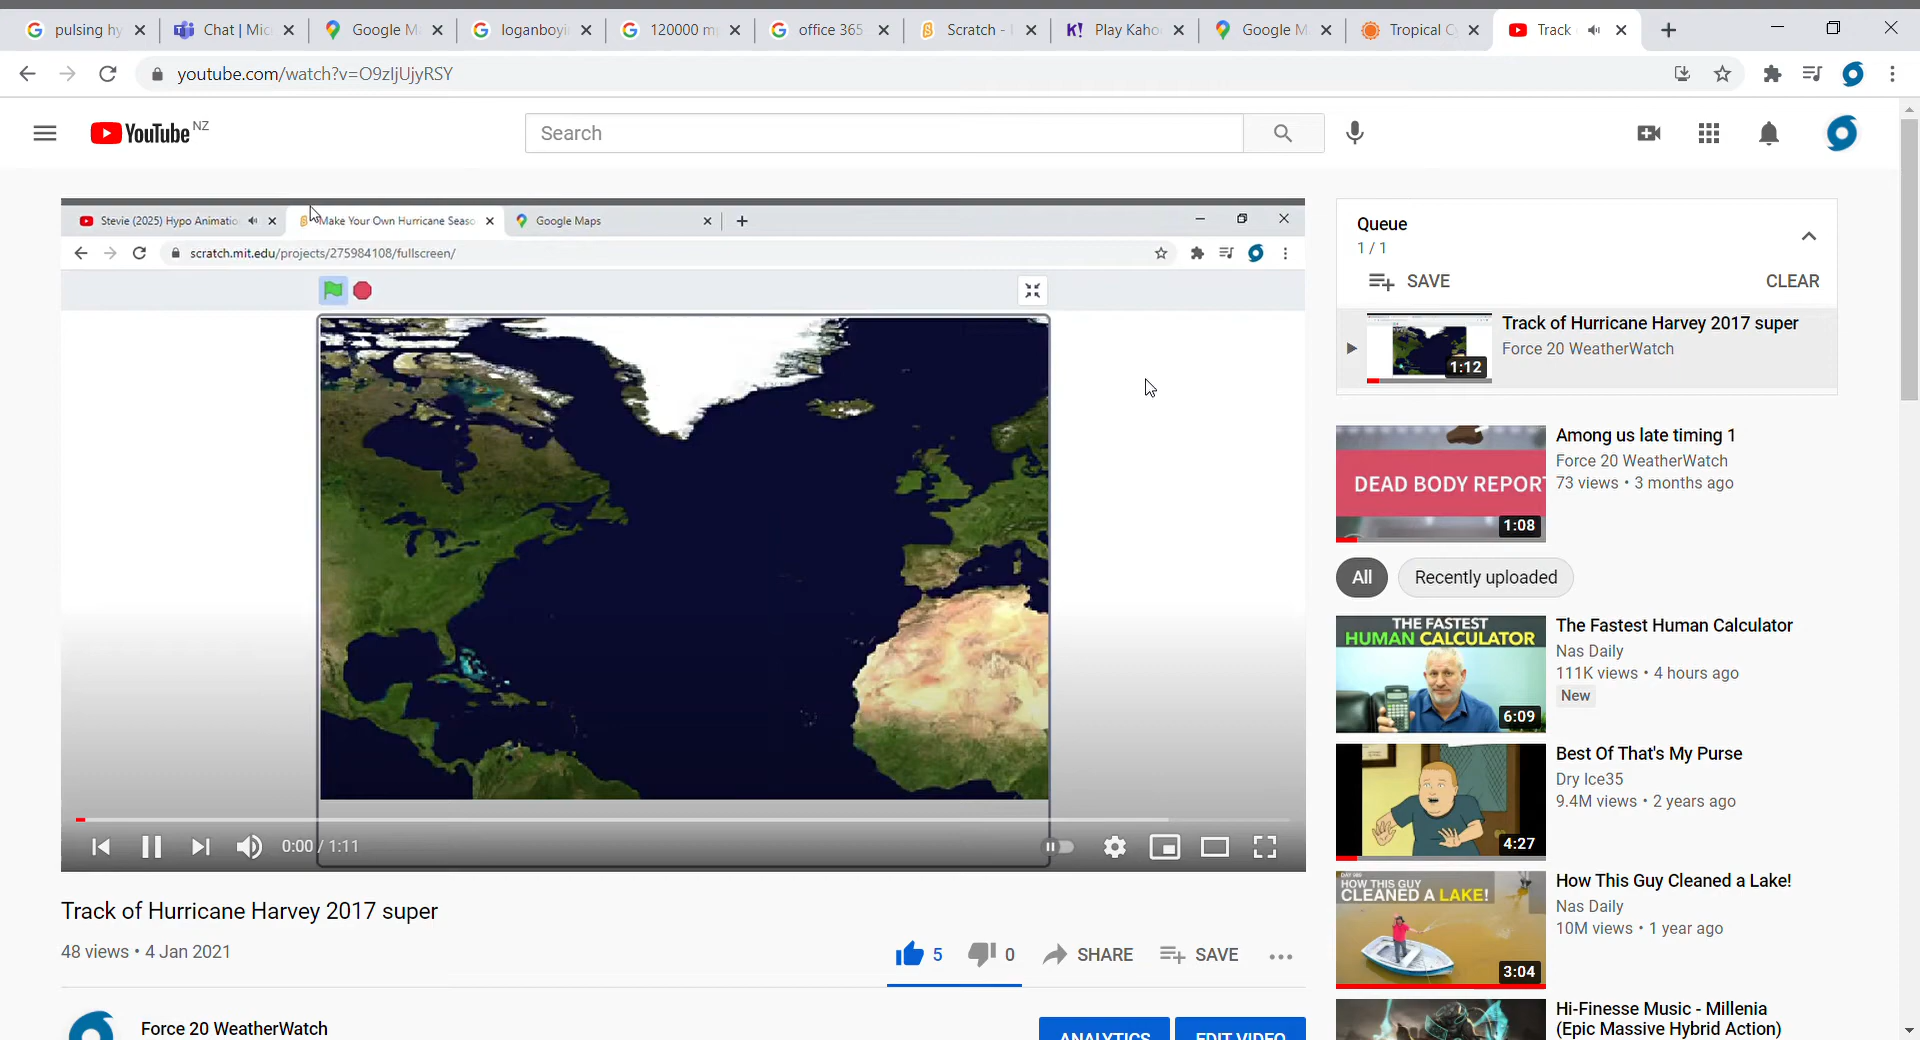 pulsing hy
Chat | Mic
Google M
loganboyi
120000 m
office 365
Scratch -
Play Kaho
Google M
Tropical C
Track
youtube.com/watch?v=O9zIjUjyRSY
YouTube NZ
Search
Stevie (2025) Hypo Animatio
Make Your Own Hurricane Seaso
Google Maps
scratch.mit.edu/projects/275984108/fullscreen/
0:00 / 1:11
Track of Hurricane Harvey 2017 super
48 views • 4 Jan 2021
5
0
SHARE
SAVE
Force 20 WeatherWatch
ANALYTICS
EDIT VIDEO
Queue
1 / 1
SAVE
CLEAR
1:12
Track of Hurricane Harvey 2017 super
Force 20 WeatherWatch
DEAD BODY REPOR
1:08
Among us late timing 1
Force 20 WeatherWatch
73 views • 3 months ago
All
Recently uploaded
THE FASTEST
HUMAN CALCULATOR
6:09
The Fastest Human Calculator
Nas Daily
111K views • 4 hours ago
New
4:27
Best Of That's My Purse
Dry Ice35
9.4M views • 2 years ago
HOW THIS GUY
CLEANED A LAKE!
3:04
How This Guy Cleaned a Lake!
Nas Daily
10M views • 1 year ago
Hi-Finesse Music - Millenia
(Epic Massive Hybrid Action)